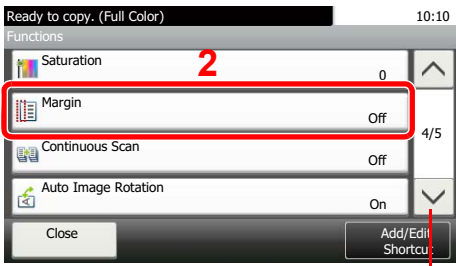 Ready to copy. (Full Color) 10:10
Functions
Saturation
2
0
Margin
Off
4/5
Continuous Scan
Off
Auto Image Rotation
On
Close
Add/Edit
Shortcut